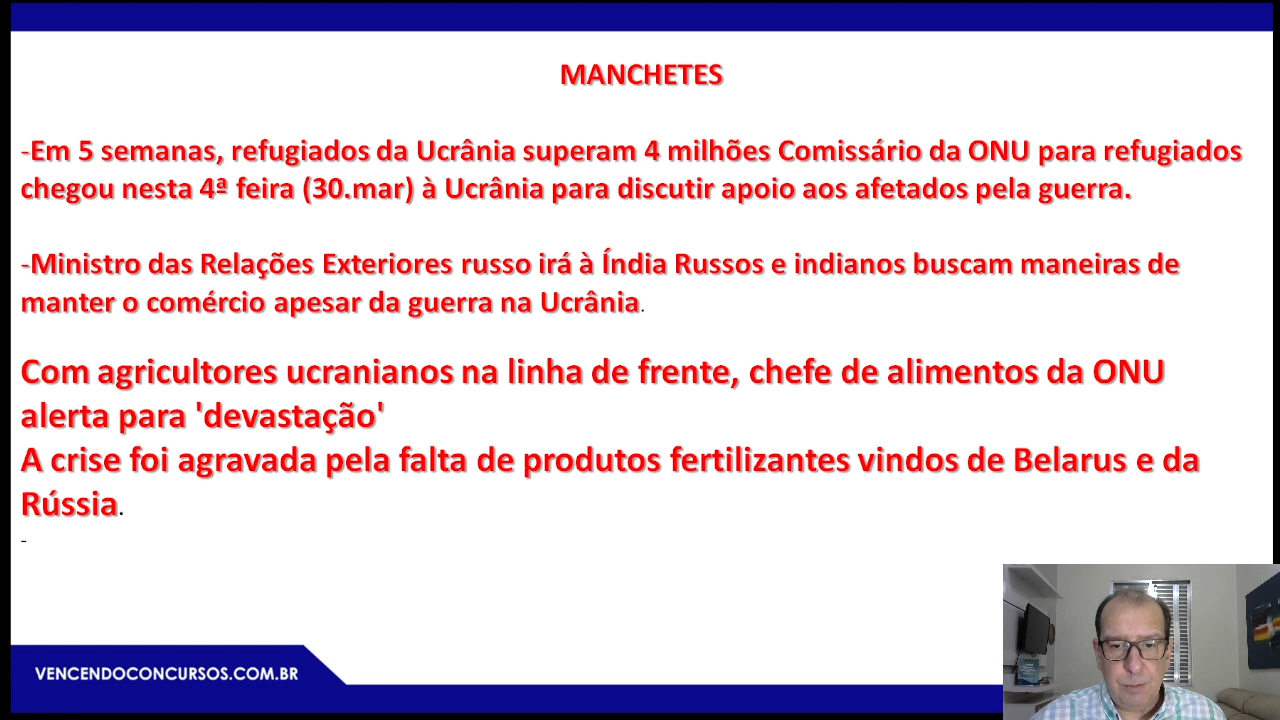 MANCHETES
-Em 5 semanas, refugiados da Ucrânia superam 4 milhões Comissário da ONU para refugiados
chegou nesta 4ª feira (30.mar) à Ucrânia para discutir apoio aos afetados pela guerra.
-Ministro das Relações Exteriores russo irá à Índia Russos e indianos buscam maneiras de
manter o comércio apesar da guerra na Ucrânia.
Com agricultores ucranianos na linha de frente, chefe de alimentos da ONU
alerta para 'devastação'
A crise foi agravada pela falta de produtos fertilizantes vindos de Belarus e da
Rússia.
-
VENCENDOCONCURSOS.COM.BR